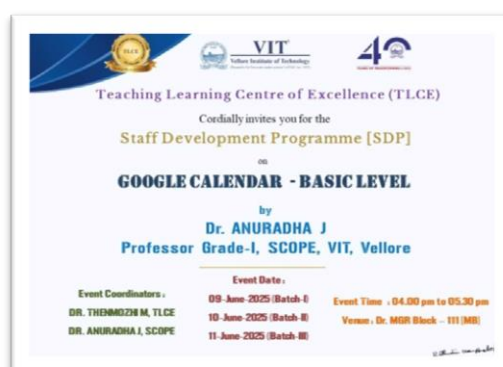 TLCE
VIT
Vellore Institute of Technology
40
Teaching Learning Centre of Excellence (TLCE)
Cordially invites you for the
Staff Development Programme [SDP]
on
GOOGLE CALENDAR - BASIC LEVEL
by
Dr. ANURADHA J
Professor Grade-I, SCOPE, VIT, Vellore
Event Date :
Event Coordinators :
09-June-2025 (Batch-I)
Event Time : 04.00 pm to 05.30 pm
DR. THENMOZHI M, TLCE
10-June-2025 (Batch-II)
Venue : Dr. MGR Block – 111 [MB]
DR. ANURADHA J, SCOPE
11-June-2025 (Batch-III)